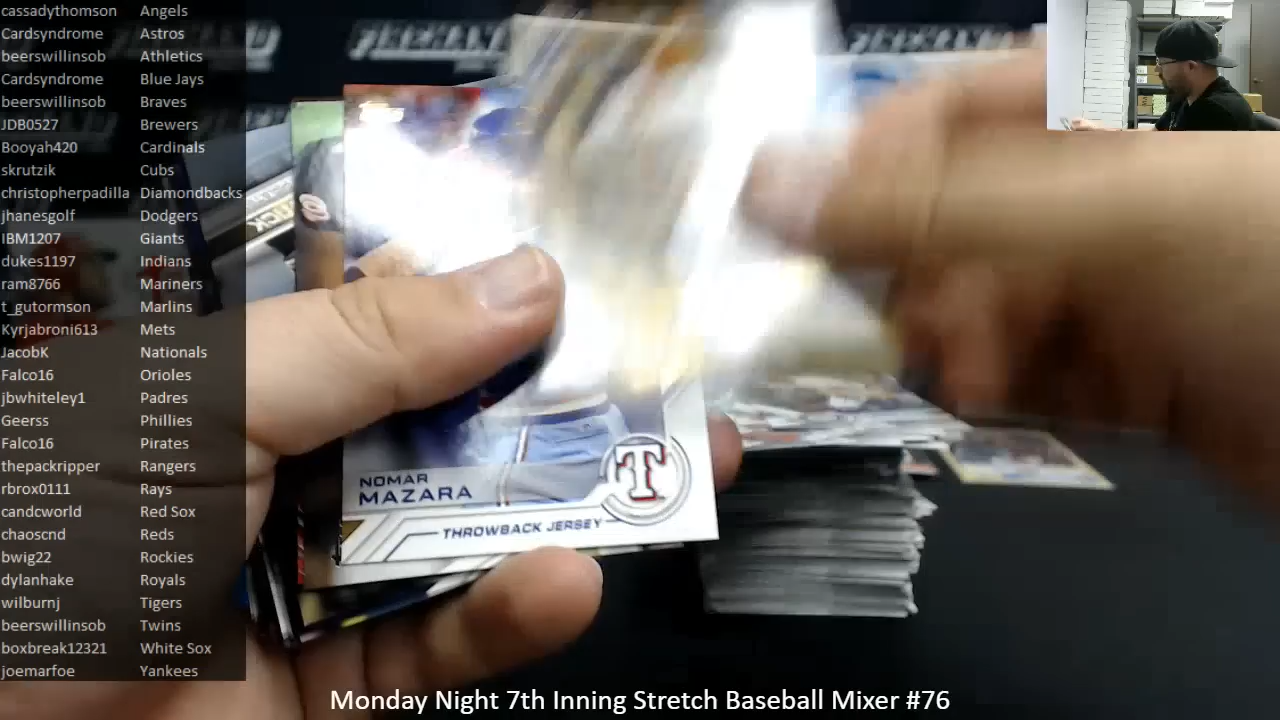 cassadythomson Angels
Cardsyndrome Astros
beerswillinsob Athletics
Cardsyndrome Blue Jays
beerswillinsob Braves
JDB0527 Brewers
Booyah420 Cardinals
skrutzik Cubs
christopherpadilla Diamondbacks
jhanesgolf Dodgers
IBM1207 Giants
dukes1197 Indians
ram8766 Mariners
t_gutormson Marlins
Kyrjabroni613 Mets
JacobK Nationals
Falco16 Orioles
jbwhiteley1 Padres
Geerss Phillies
Falco16 Pirates
thepackripper Rangers
rbrox0111 Rays
candcworld Red Sox
chaoscnd Reds
bwig22 Rockies
dylanhake Royals
wilburnj Tigers
beerswillinsob Twins
boxbreak12321 White Sox
joemarfoe Yankees
NOMAR
MAZARA
T
THROWBACK JERSEY
Monday Night 7th Inning Stretch Baseball Mixer #76